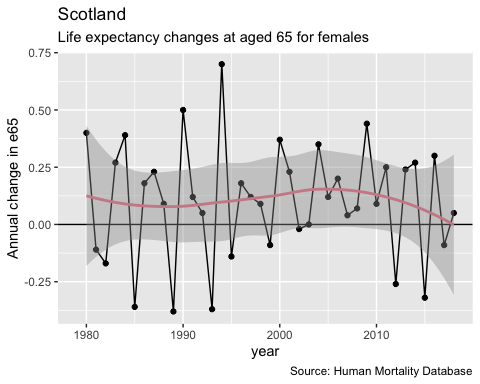 Scotland
Life expectancy changes at aged 65 for females
Annual change in e65
0.75
0.50
0.25
0.00
-0.25
1980
1990
2000
2010
year
Source: Human Mortality Database